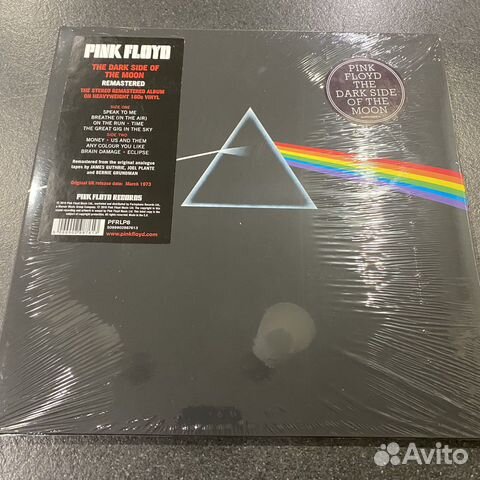 PINK FLOYD
THE DARK SIDE OF
THE MOON
REMASTERED
THE STEREO REMASTERED ALBUM
ON HEAVYWEIGHT 180g VINYL
SIDE ONE
SPEAK TO ME
BREATHE (IN THE AIR)
ON THE RUN • TIME
THE GREAT GIG IN THE SKY
SIDE TWO
MONEY • US AND THEM
ANY COLOUR YOU LIKE
BRAIN DAMAGE • ECLIPSE
Remastered from the original analogue
tapes by JAMES GUTHRIE, JOEL PLANTE
and BERNIE GRUNDMAN
Original UK release date: March 1973
PINK FLOYD RECORDS
PFRLP8
5099902987613
www.pinkfloyd.com
PINK
FLOYD
THE
DARK SIDE
OF THE
MOON
Avito